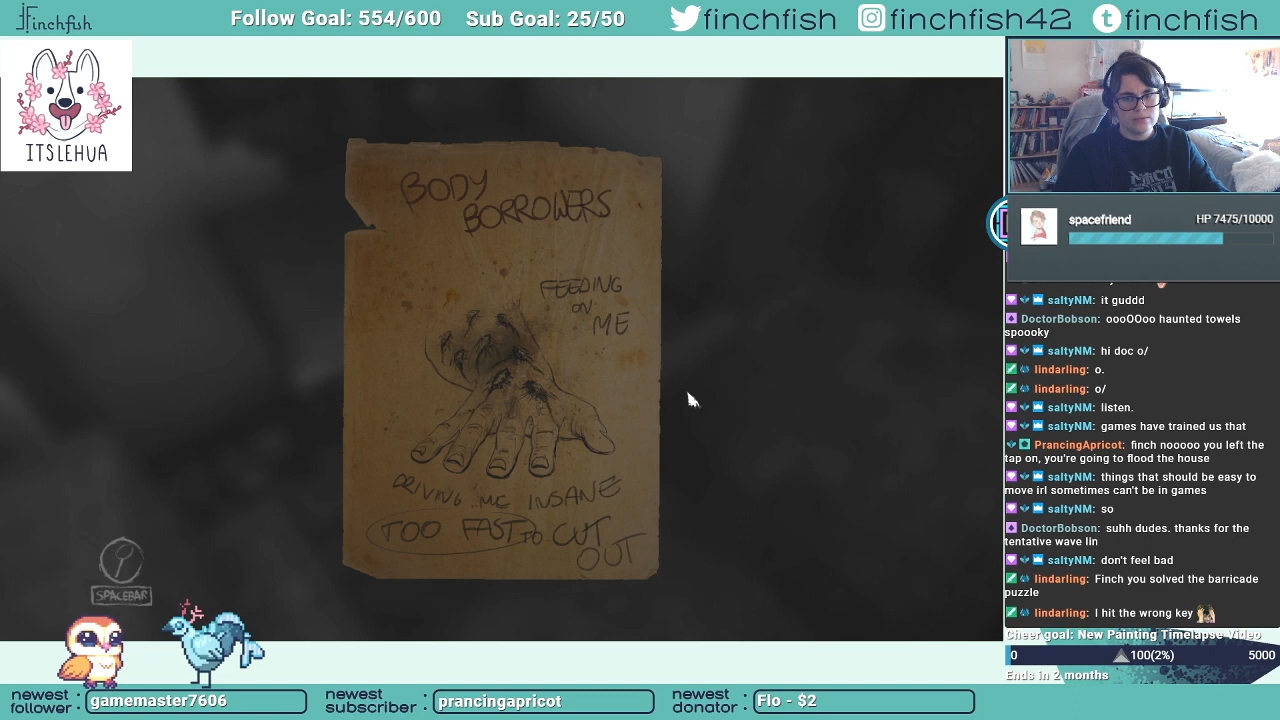 Finchfish
Follow Goal: 554/600
Sub Goal: 25/50
finchfish
finchfish42
finchfish
ITSLEHUA
BODY
BORROWERS
FEEDING
ON
ME
DRIVING ME INSANE
TOO FAST TO CUT
OUT
SPACEBAR
spacefriend
HP 7475/10000
saltyNM: it guddd
DoctorBobson: oooOOoo haunted towels
spoooky
saltyNM: hi doc o/
lindarling: o.
lindarling: o/
saltyNM: listen.
saltyNM: games have trained us that
PrancingApricot: finch nooooo you left the
tap on, you're going to flood the house
saltyNM: things that should be easy to
move irl sometimes can't be in games
saltyNM: so
DoctorBobson: suhh dudes. thanks for the
tentative wave lin
saltyNM: don't feel bad
lindarling: Finch you solved the barricade
puzzle
lindarling: I hit the wrong key
Cheer goal: New Painting Timelapse Video
0
100(2%)
5000
Ends in 2 months
newest
follower:
gamemaster7606
newest
subscriber:
prancingapricot
newest
donator:
Flo - $2